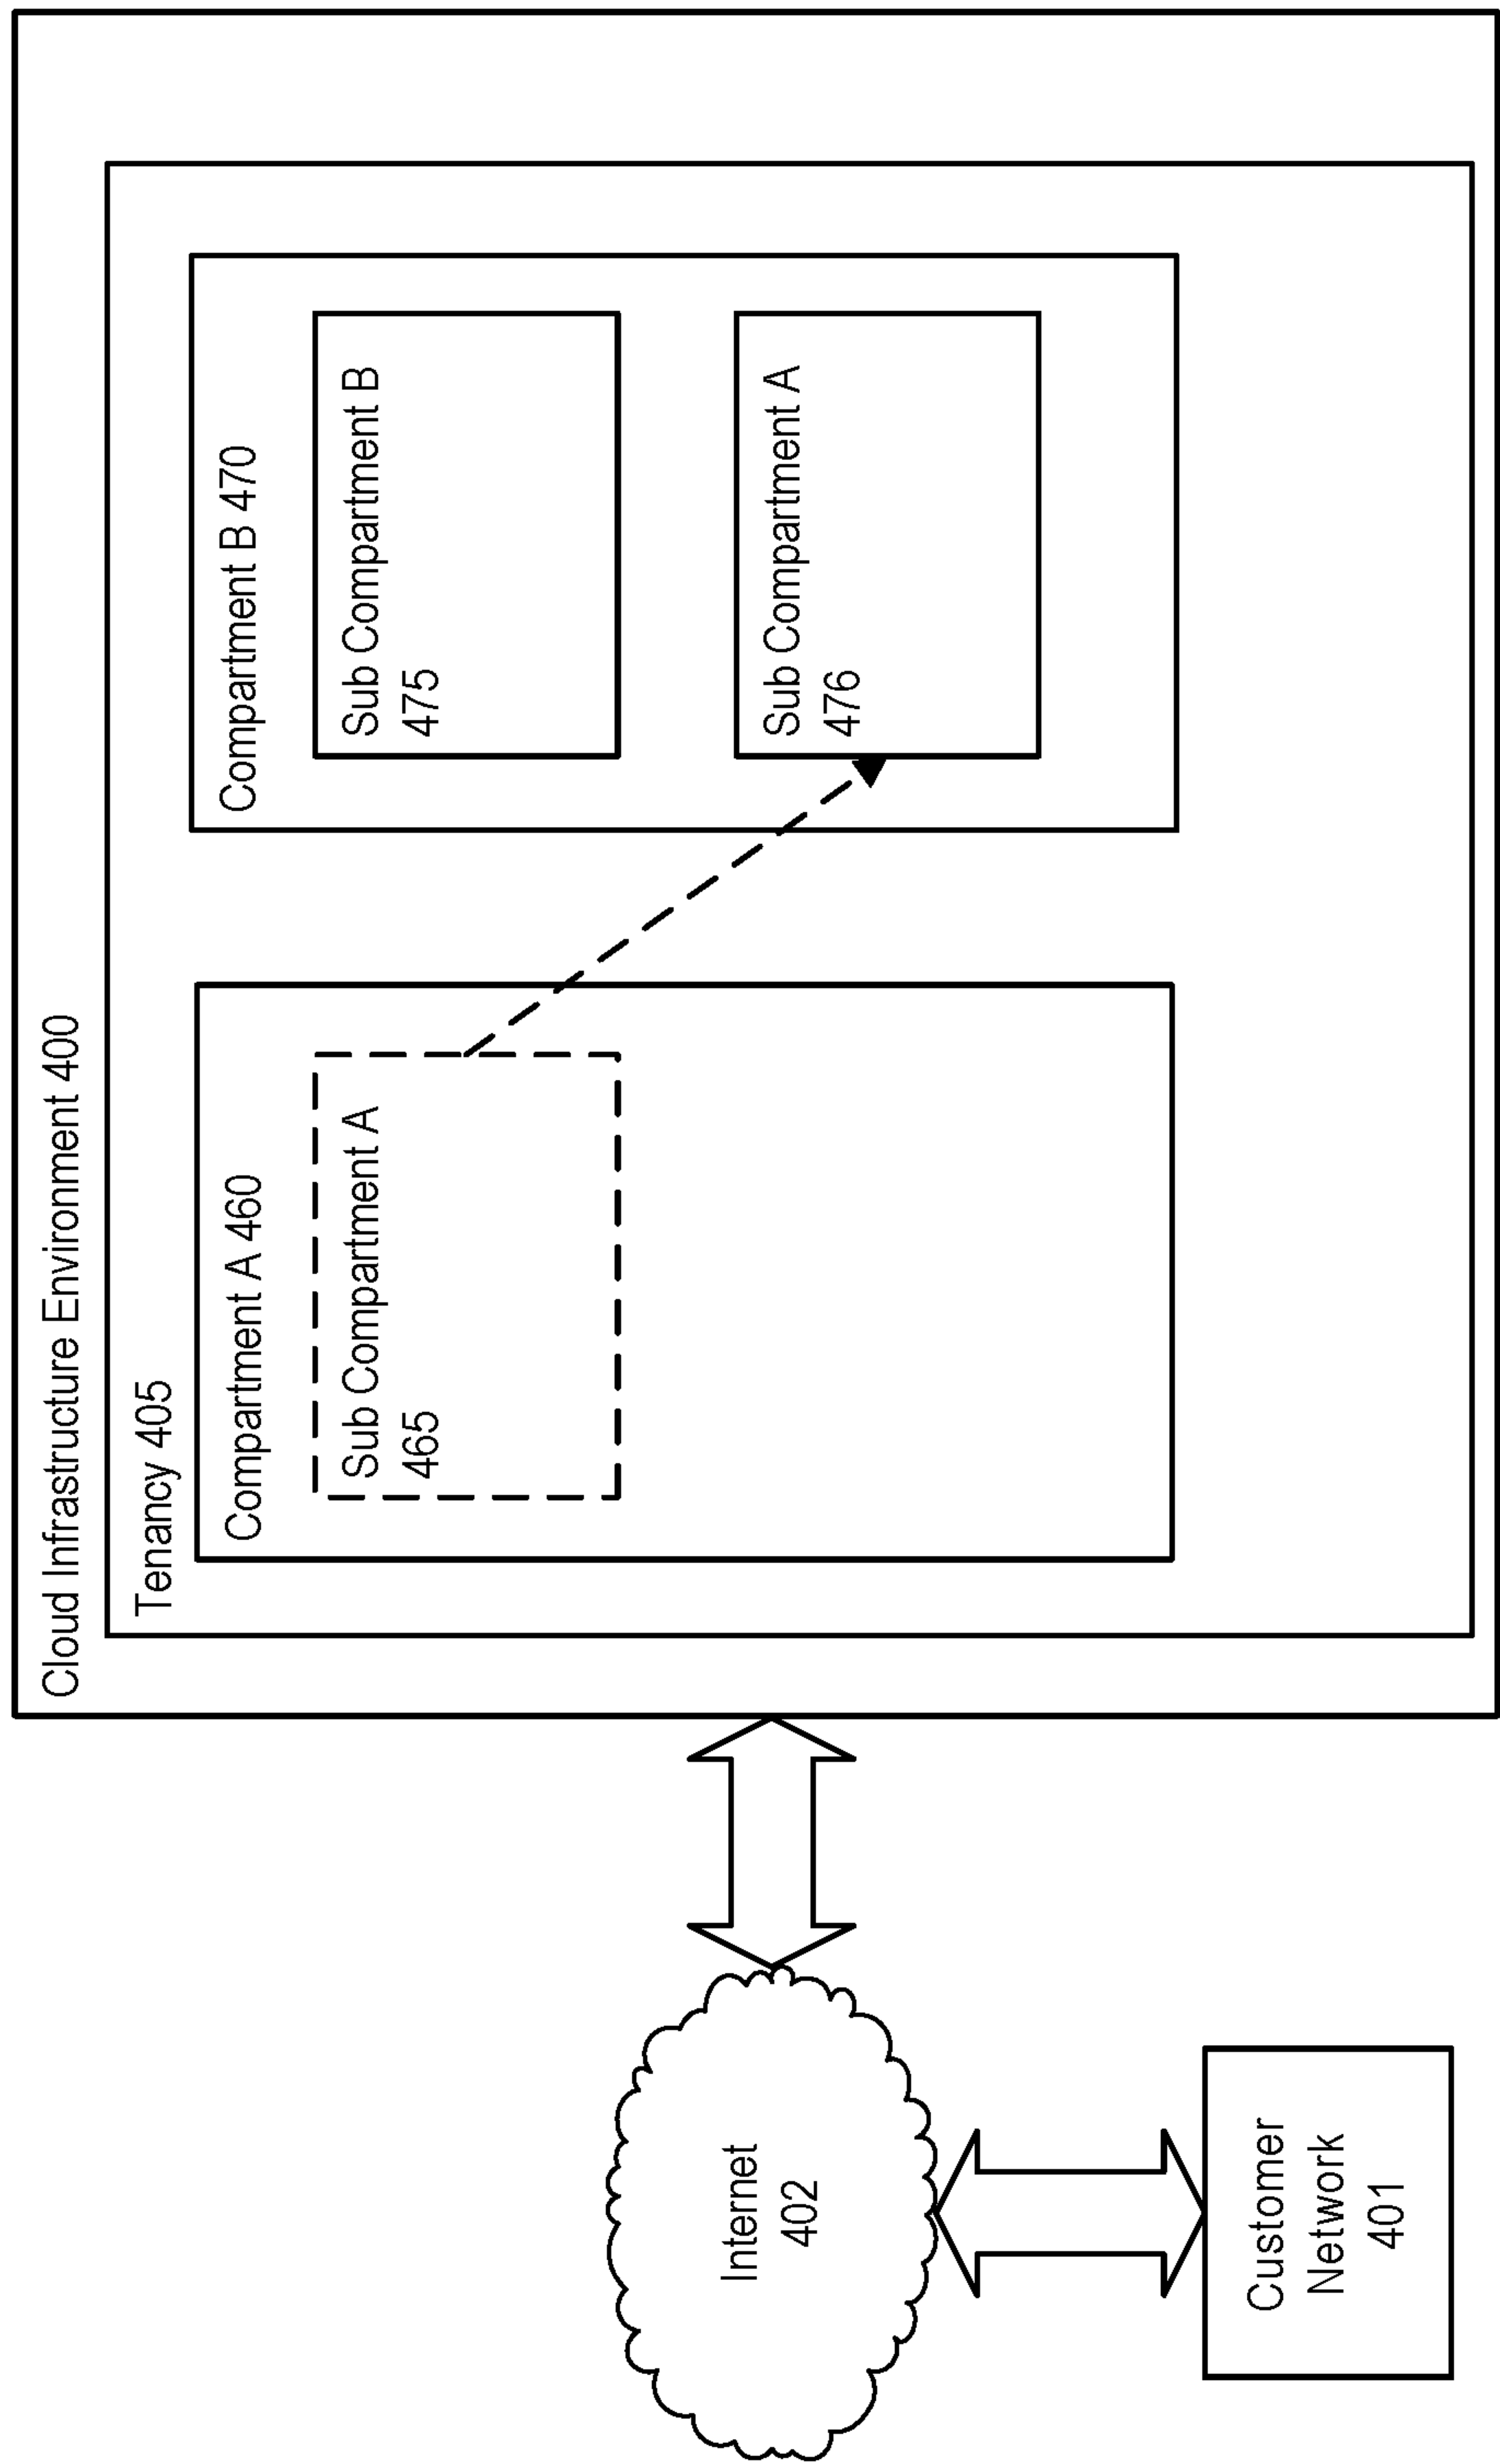 Cloud Infrastructure Environment 400
Tenancy 405
Compartment A 460
Sub Compartment A
465
Compartment B 470
Sub Compartment B
475
Sub Compartment A
476
Internet
402
Customer
Network
401